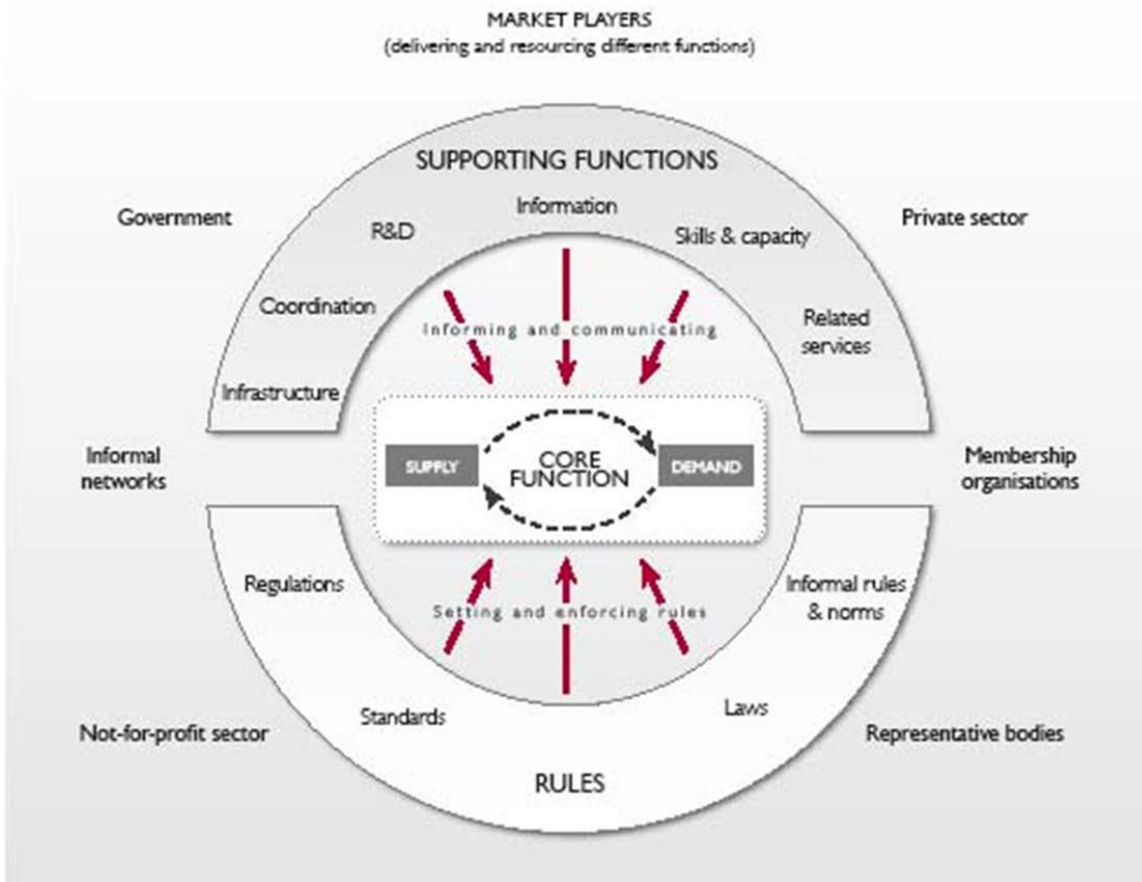 MARKET PLAYERS
(delivering and resourcing different functions)
SUPPORTING FUNCTIONS
Information
Government
Private sector
R&D
Skills & capacity
Coordination
Related
services
Informing and communicating
Infrastructure
Informal
networks
SUPPLY
CORE
FUNCTION
DEMAND
Membership
organisations
Regulations
Informal rules
& norms
Setting and enforcing rules
Standards
Laws
Not-for-profit sector
Representative bodies
RULES